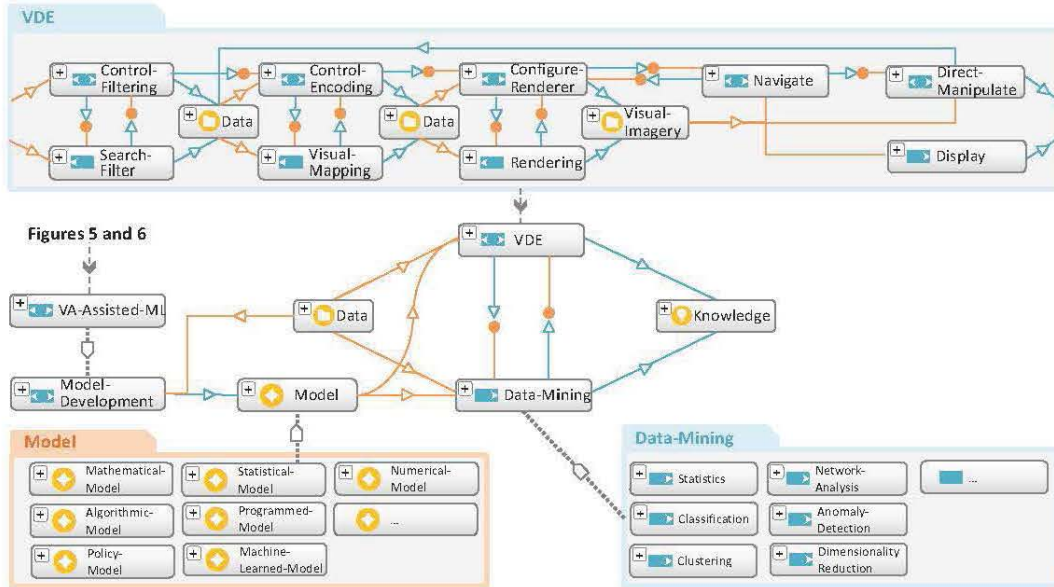 VDE
Control-
Filtering
Control-
Encoding
Configure-
Renderer
Navigate
Direct-
Manipulate
Data
Data
Visual-
Imagery
Search-
Filter
Visual-
Mapping
Rendering
Display
Figures 5 and 6
VDE
VA-Assisted-ML
Data
Knowledge
Model-
Development
Model
Data-Mining
Model
Mathematical-
Model
Statistical-
Model
Numerical-
Model
Algorithmic-
Model
Programmed-
Model
...
Policy-
Model
Machine-
Learned-Model
Data-Mining
Statistics
Network-
Analysis
...
Classification
Anomaly-
Detection
Clustering
Dimensionality
Reduction